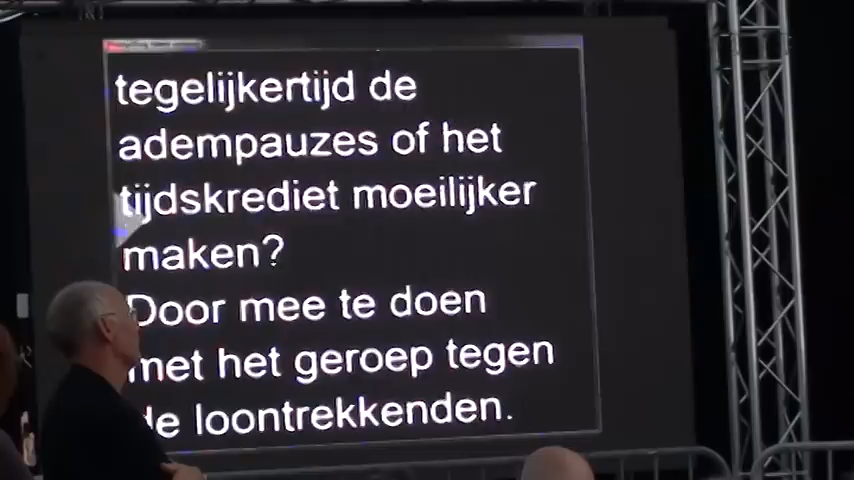 tegelijkertijd de
adempauzes of het
tijdskrediet moeilijker
maken?
Door mee te doen
met het geroep tegen
de loontrekkenden.